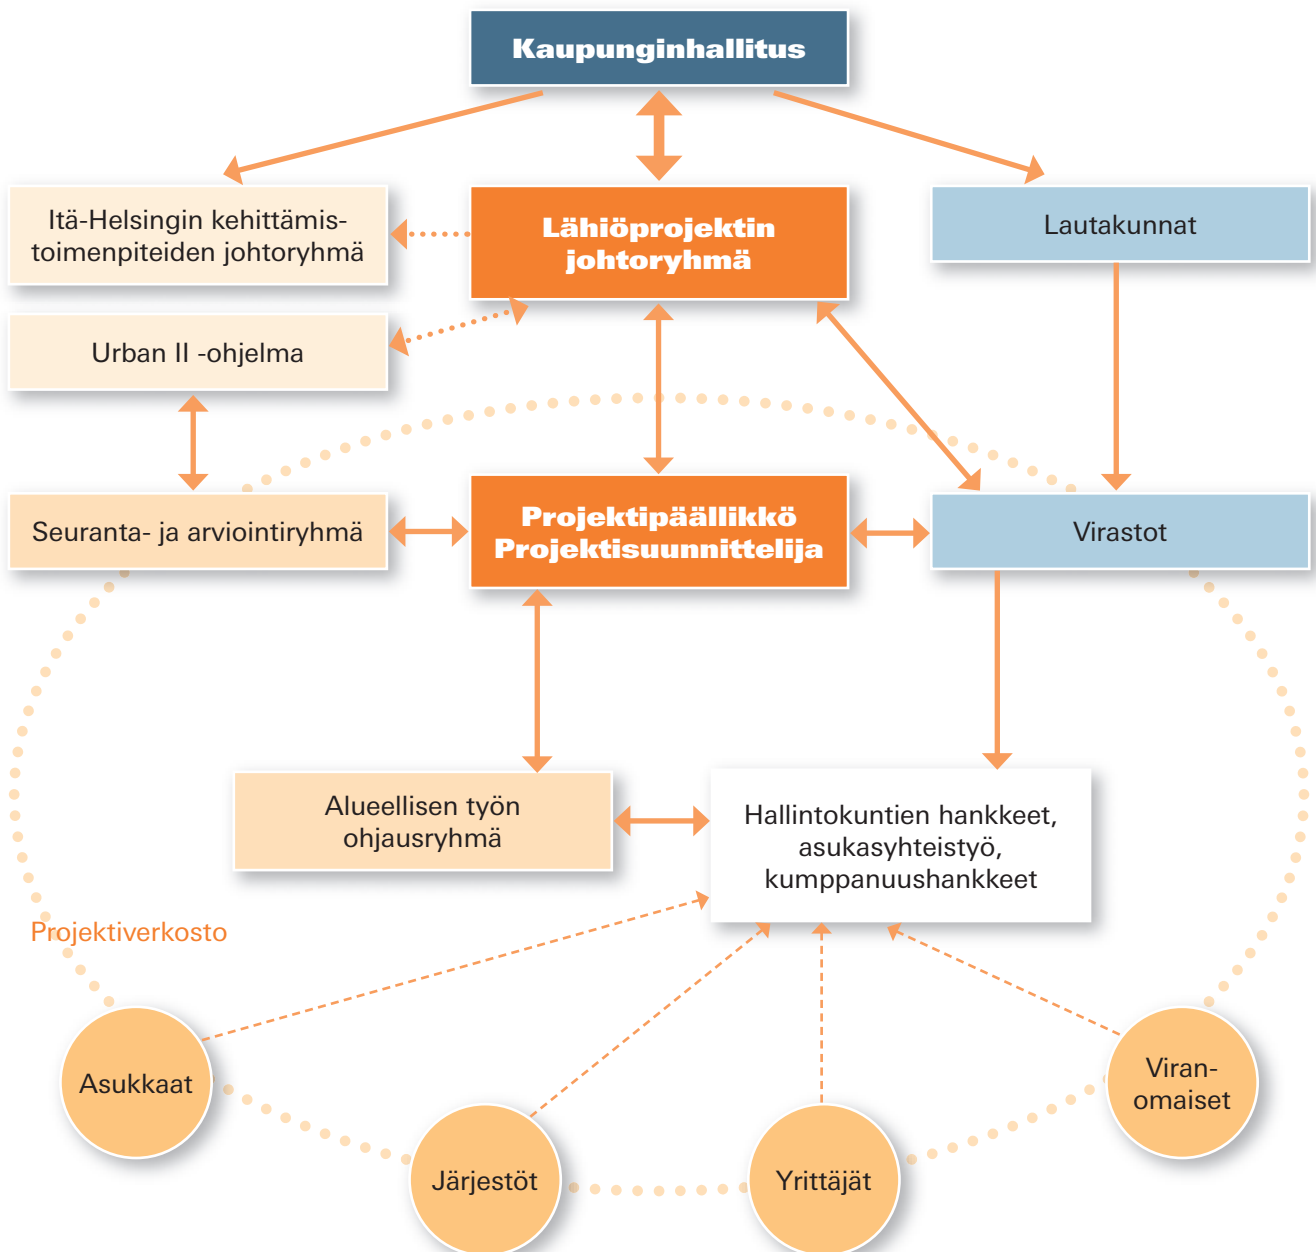 Kaupunginhallitus
Itä-Helsingin kehittämis-
toimenpiteiden johtoryhmä
Lähiöprojektin
johtoryhmä
Lautakunnat
Urban II -ohjelma
Seuranta- ja arviointiryhmä
Projektipäällikkö
Projektisuunnittelija
Virastot
Alueellisen työn
ohjausryhmä
Hallintokuntien hankkeet,
asukasyhteistyö,
kumppanuushankkeet
Projektiverkosto
Asukkaat
Järjestöt
Yrittäjät
Viran-
omaiset